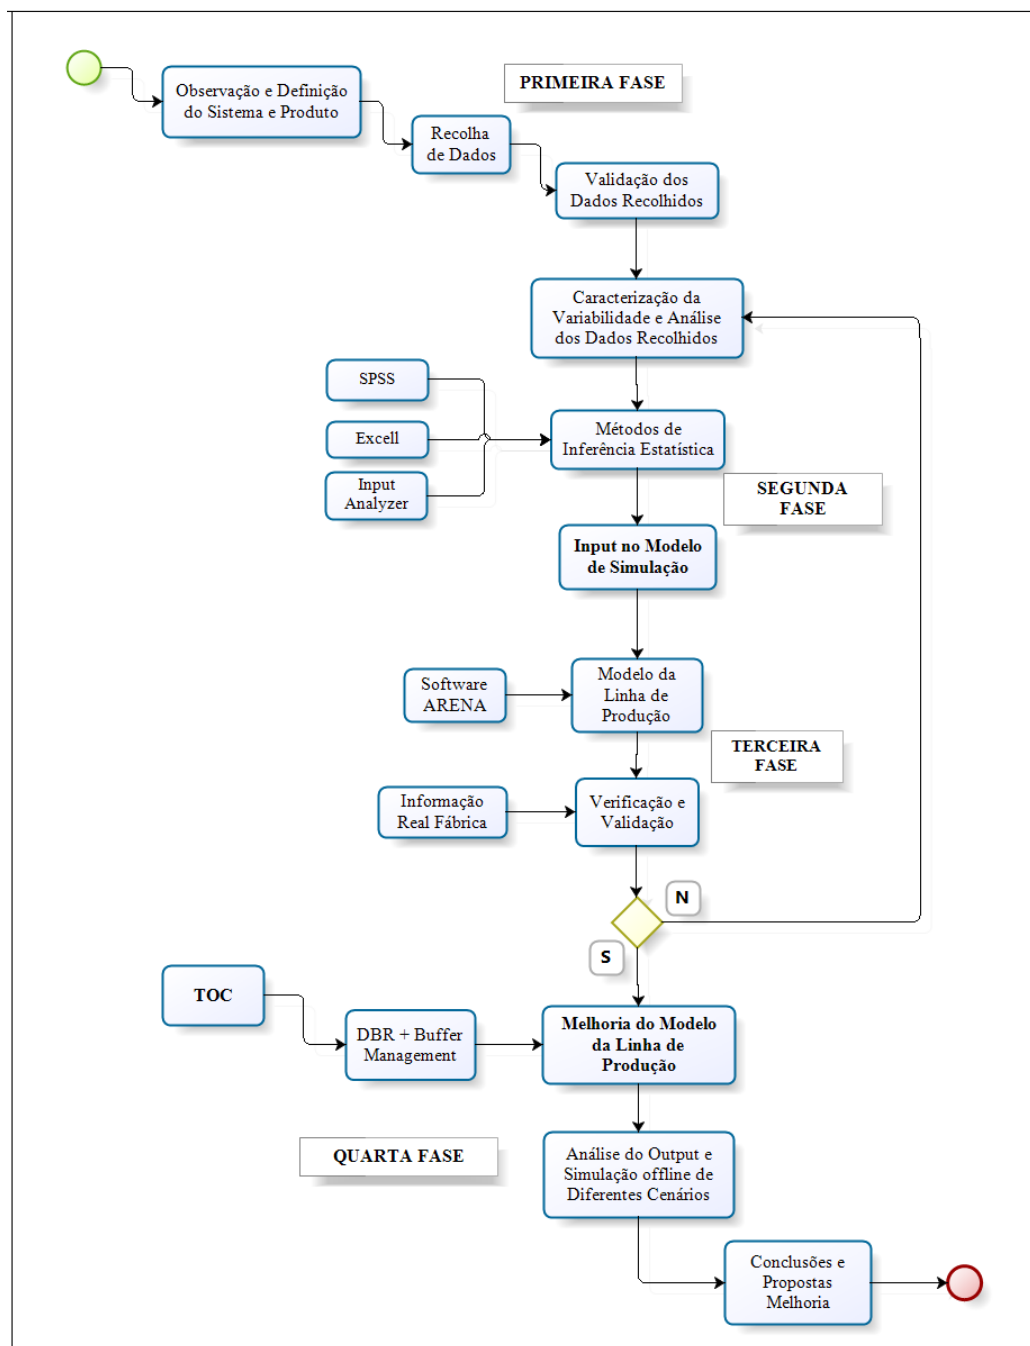 PRIMEIRA FASE
Observação e Definição
do Sistema e Produto
Recolha
de Dados
Validação dos
Dados Recolhidos
Caracterização da
Variabilidade e Análise
dos Dados Recolhidos
SPSS
Excell
Input
Analyzer
Métodos de
Inferência Estatística
SEGUNDA
FASE
Input no Modelo
de Simulação
Software
ARENA
Modelo da
Linha de
Produção
TERCEIRA
FASE
Informação
Real Fábrica
Verificação e
Validação
N
S
TOC
DBR + Buffer
Management
Melhoria do Modelo
da Linha de
Produção
QUARTA FASE
Análise do Output e
Simulação offline de
Diferentes Cenários
Conclusões e
Propostas
Melhoria